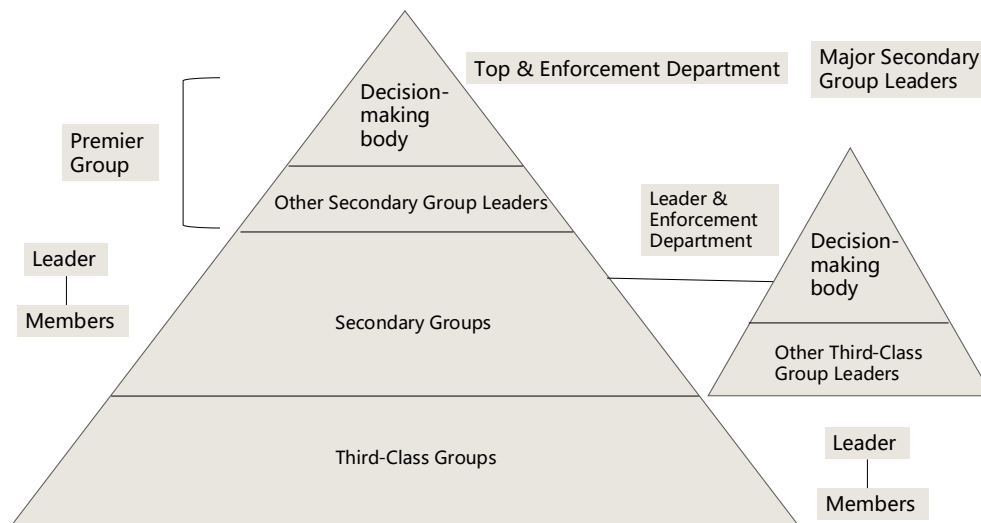 Top & Enforcement Department
Major Secondary
Group Leaders
Decision-
making
body
Premier
Group
Other Secondary Group Leaders
Leader &
Enforcement
Department
Decision-
making
body
Leader
Members
Secondary Groups
Other Third-Class
Group Leaders
Third-Class Groups
Leader
Members